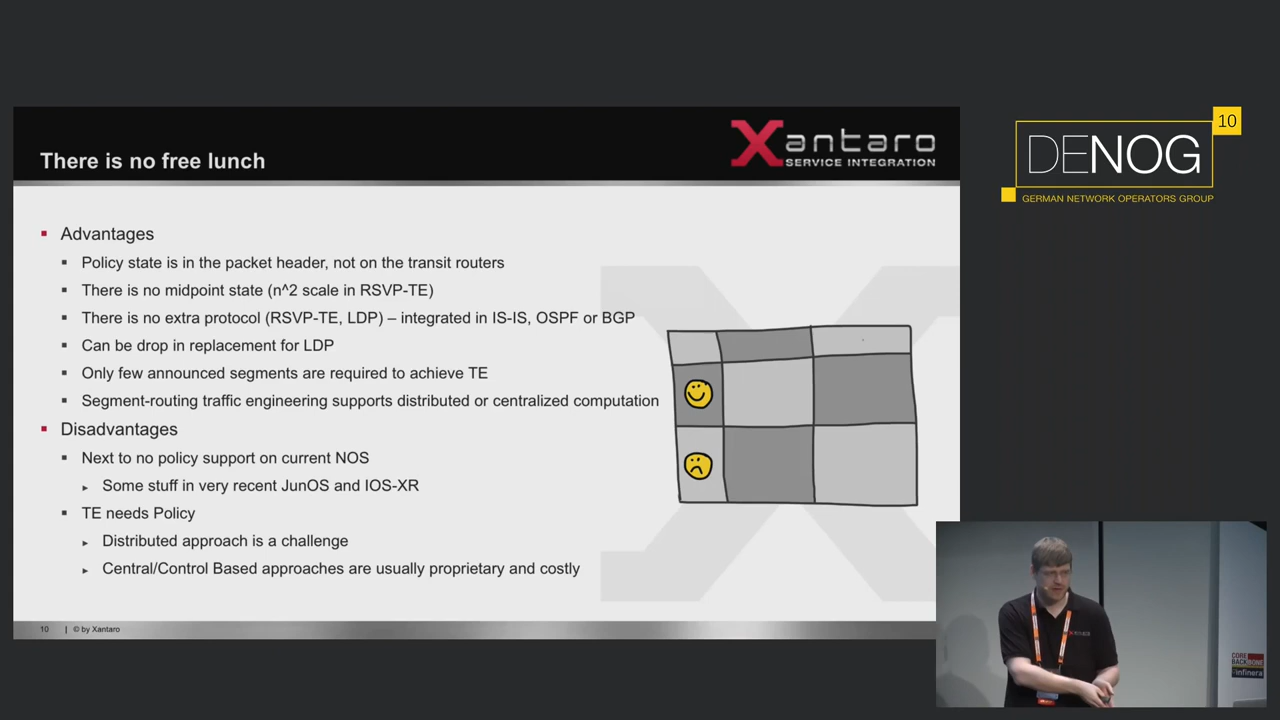 There is no free lunch
Xantaro
SERVICE INTEGRATION
Advantages
Policy state is in the packet header, not on the transit routers
There is no midpoint state (n^2 scale in RSVP-TE)
There is no extra protocol (RSVP-TE, LDP) – integrated in IS-IS, OSPF or BGP
Can be drop in replacement for LDP
Only few announced segments are required to achieve TE
Segment-routing traffic engineering supports distributed or centralized computation
Disadvantages
Next to no policy support on current NOS
Some stuff in very recent JunOS and IOS-XR
TE needs Policy
Distributed approach is a challenge
Central/Control Based approaches are usually proprietary and costly
10 | © by Xantaro
10
DENOG
GERMAN NETWORK OPERATORS GROUP
CORE
BACKBONE
infinera